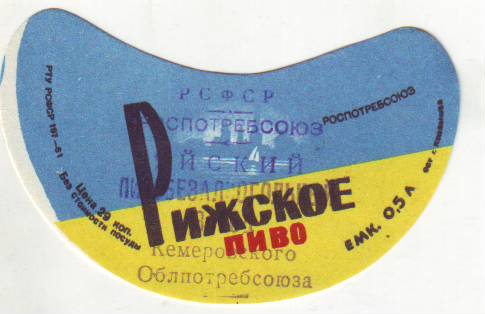 РСФСР
РОСПОТРЕБСОЮЗ
РОСПОТРЕБСОЮЗ
РТУ РСФСР 197-61
Цена 29 коп.
Без стоимости посуды
Рижское
пиво
Емк. 0,5 л
Кемеровского
Облпотребсоюза